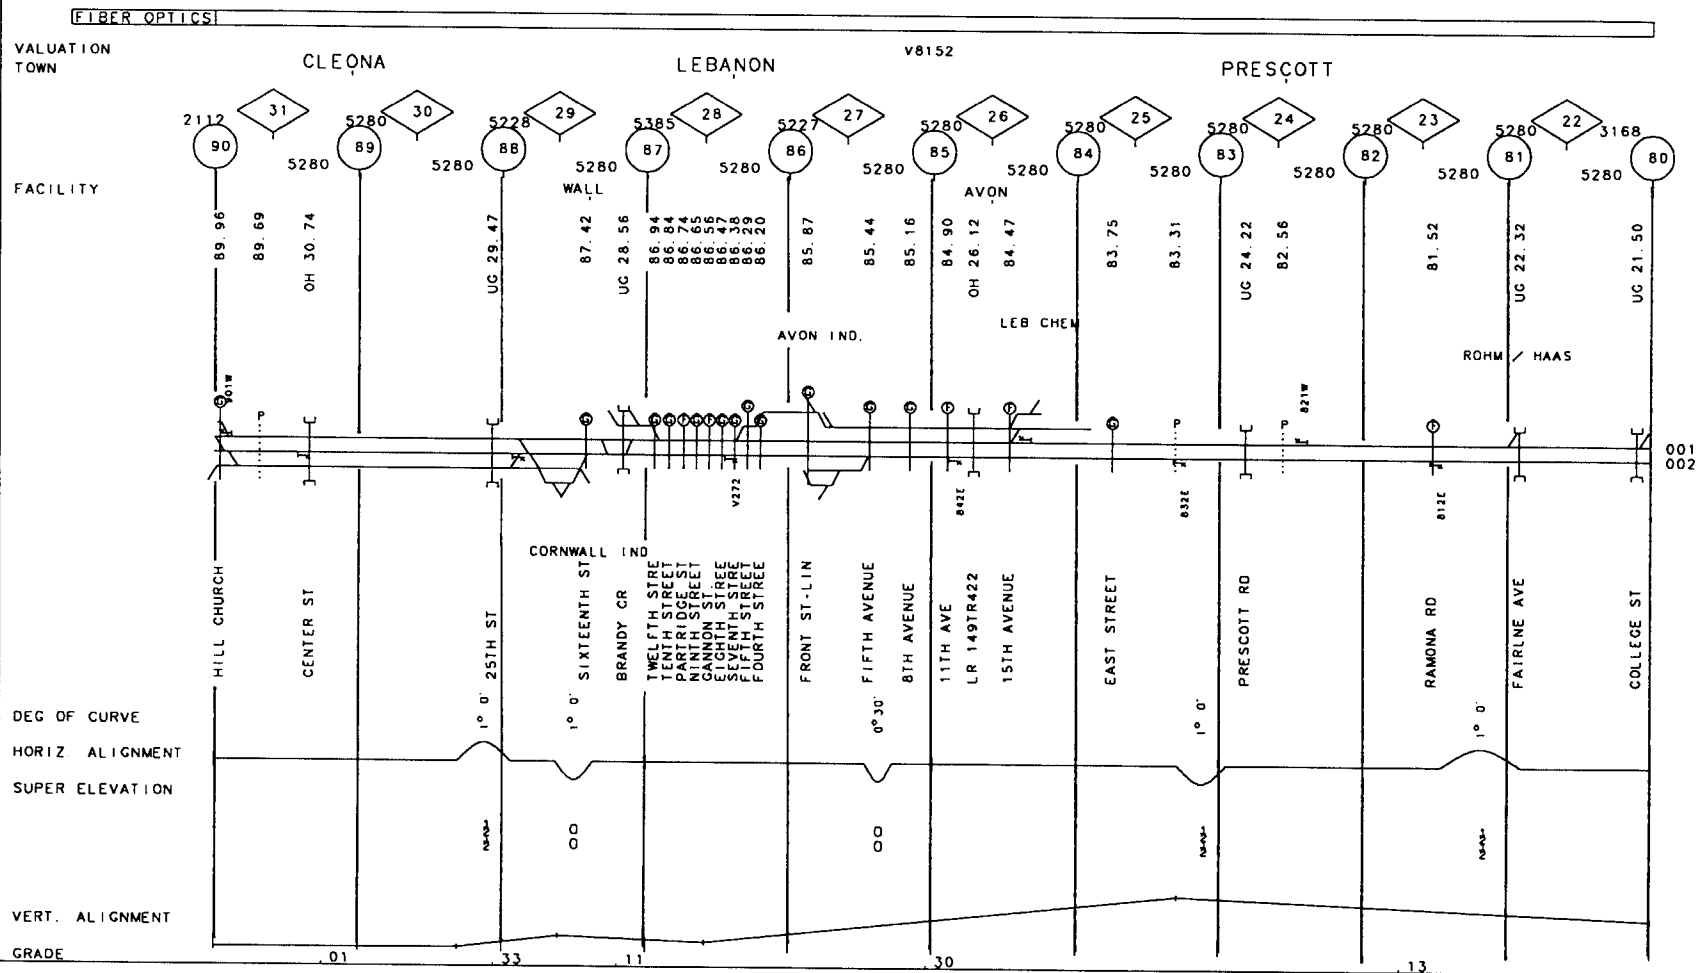 FIBER OPTICS
VALUATION
TOWN
CLEONA
LEBANON
V8152
PRESCOTT
31 30 29 28 27 26 25 24 23 22
2112 5280 5228 5385 5227 5280 5280 5280 5280 5280 3168
90 89 88 87 86 85 84 83 82 81 80
5280 5280 5280 5280 5280 5280 5280 5280 5280 5280
FACILITY
WALL
AVON
89.96
89.69
OH 30.74
UG 29.47
87.42
UG 28.56
86.94
86.84
86.74
86.65
86.56
86.47
86.38
86.29
86.20
85.87
85.44
85.16
84.90
OH 26.12
84.47
83.75
83.31
UG 24.22
82.56
81.52
UG 22.32
UG 21.50
AVON IND.
LEB CHEM
ROHM / HAAS
901W
821W
G P G G G F G F G G G G G G G F F G P P F
001
002
V272
842E
832E
812E
CORNWALL IND
HILL CHURCH
CENTER ST
25TH ST
SIXTEENTH ST
BRANDY CR
TWELFTH STRE
TENTH STREET
PARTRIDGE ST
NINTH STREET
GANNON ST.
EIGHTH STREE
SEVENTH STRE
FIFTH STREET
FOURTH STREE
FRONT ST-LIN
FIFTH AVENUE
8TH AVENUE
11TH AVE
LR 149TR422
15TH AVENUE
EAST STREET
PRESCOTT RD
RAMONA RD
FAIRLNE AVE
COLLEGE ST
DEG OF CURVE
1° 0' 1° 0' 0°30' 1° 0' 1° 0'
HORIZ. ALIGNMENT
SUPER ELEVATION
0 0
0 0
VERT. ALIGNMENT
GRADE
.01 .33 .11 .30 .13